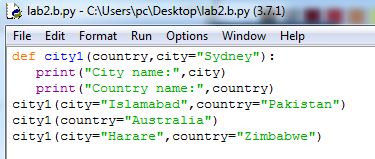 lab2.b.py - C:\Users\pc\Desktop\lab2.b.py (3.7.1)
File Edit Format Run Options Window Help
def city1(country,city="Sydney"):
    print("City name:",city)
    print("Country name:",country)
city1(city="Islamabad",country="Pakistan")
city1(country="Australia")
city1(city="Harare",country="Zimbabwe")